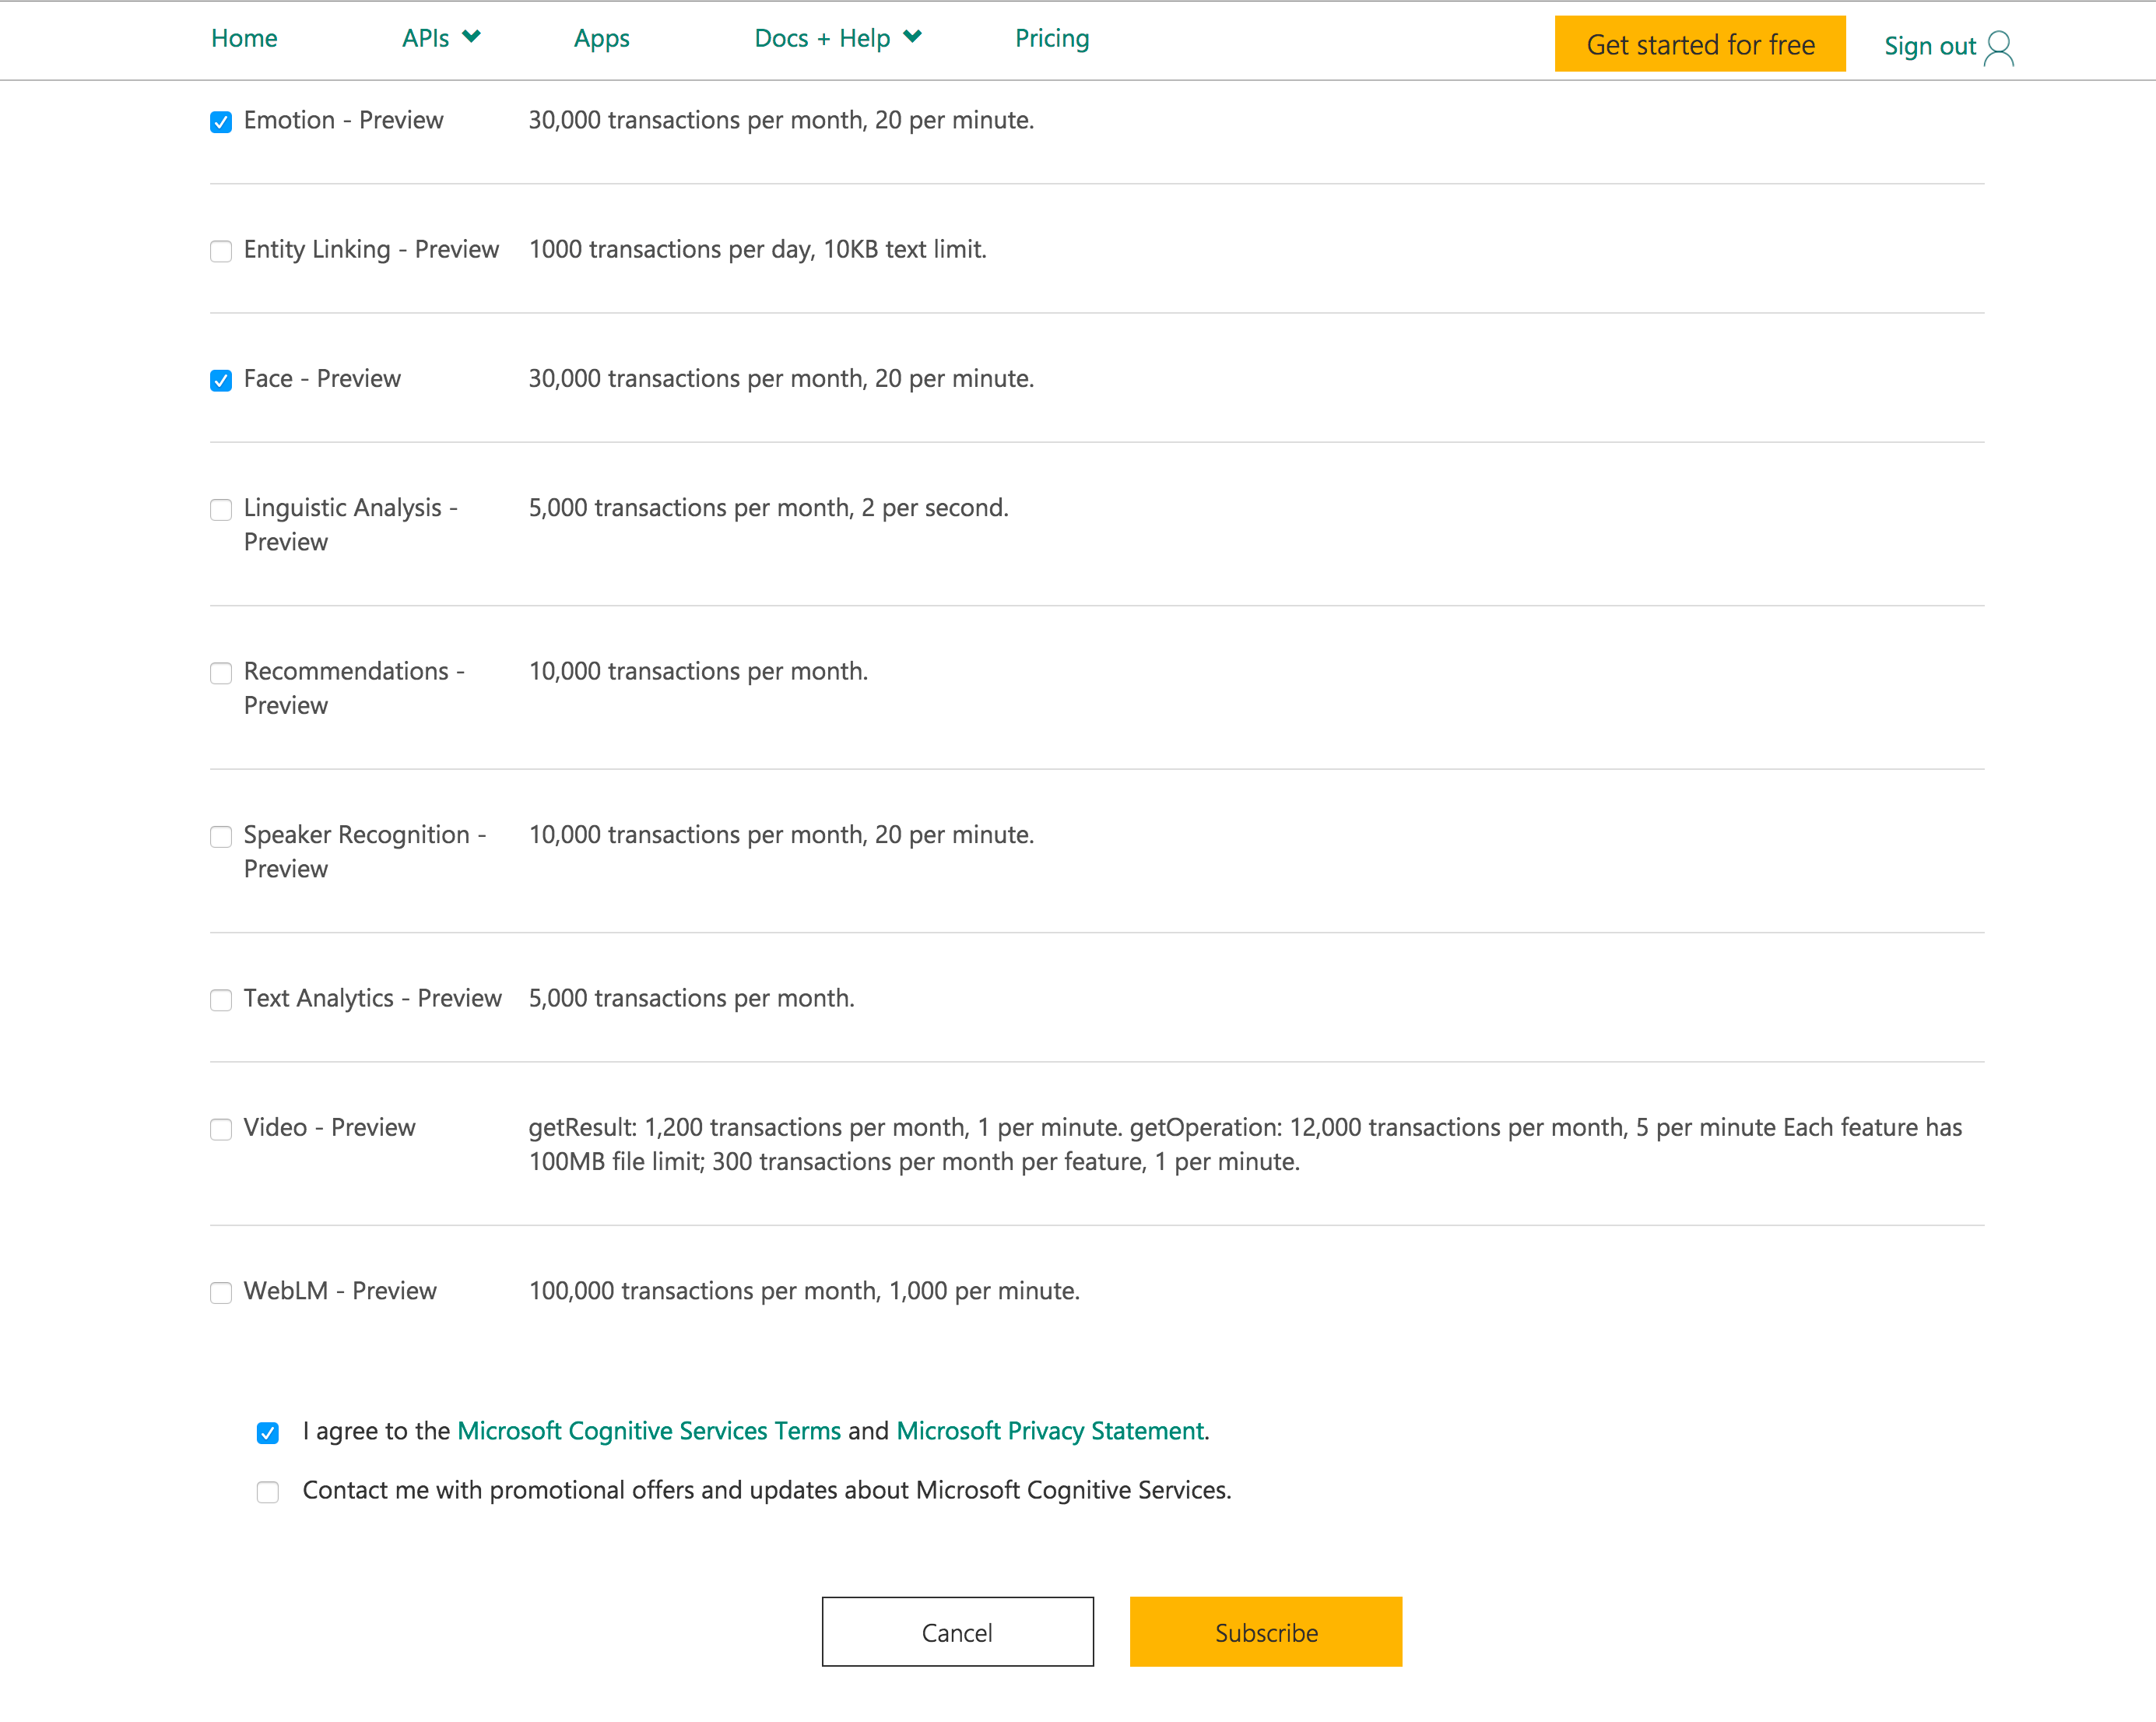 Home APIs Apps Docs + Help Pricing Get started for free Sign out
Emotion - Preview 30,000 transactions per month, 20 per minute.
Entity Linking - Preview 1000 transactions per day, 10KB text limit.
Face - Preview 30,000 transactions per month, 20 per minute.
Linguistic Analysis - 5,000 transactions per month, 2 per second.
Preview
Recommendations - 10,000 transactions per month.
Preview
Speaker Recognition - 10,000 transactions per month, 20 per minute.
Preview
Text Analytics - Preview 5,000 transactions per month.
Video - Preview getResult: 1,200 transactions per month, 1 per minute. getOperation: 12,000 transactions per month, 5 per minute Each feature has
100MB file limit; 300 transactions per month per feature, 1 per minute.
WebLM - Preview 100,000 transactions per month, 1,000 per minute.
I agree to the Microsoft Cognitive Services Terms and Microsoft Privacy Statement.
Contact me with promotional offers and updates about Microsoft Cognitive Services.
Cancel Subscribe